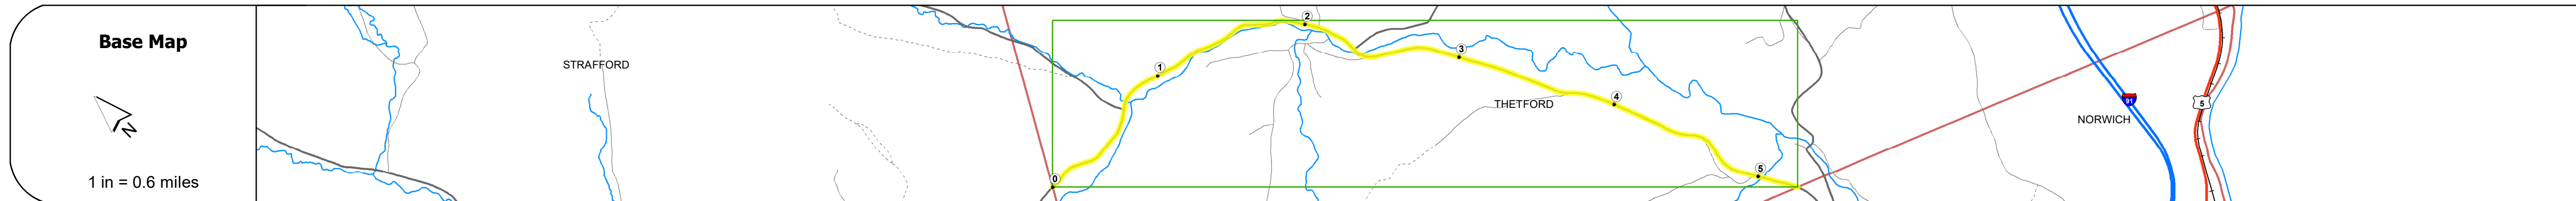 Base Map
N
1 in = 0.6 miles
STRAFFORD
0
1
2
3
4
5
THETFORD
NORWICH
91
5